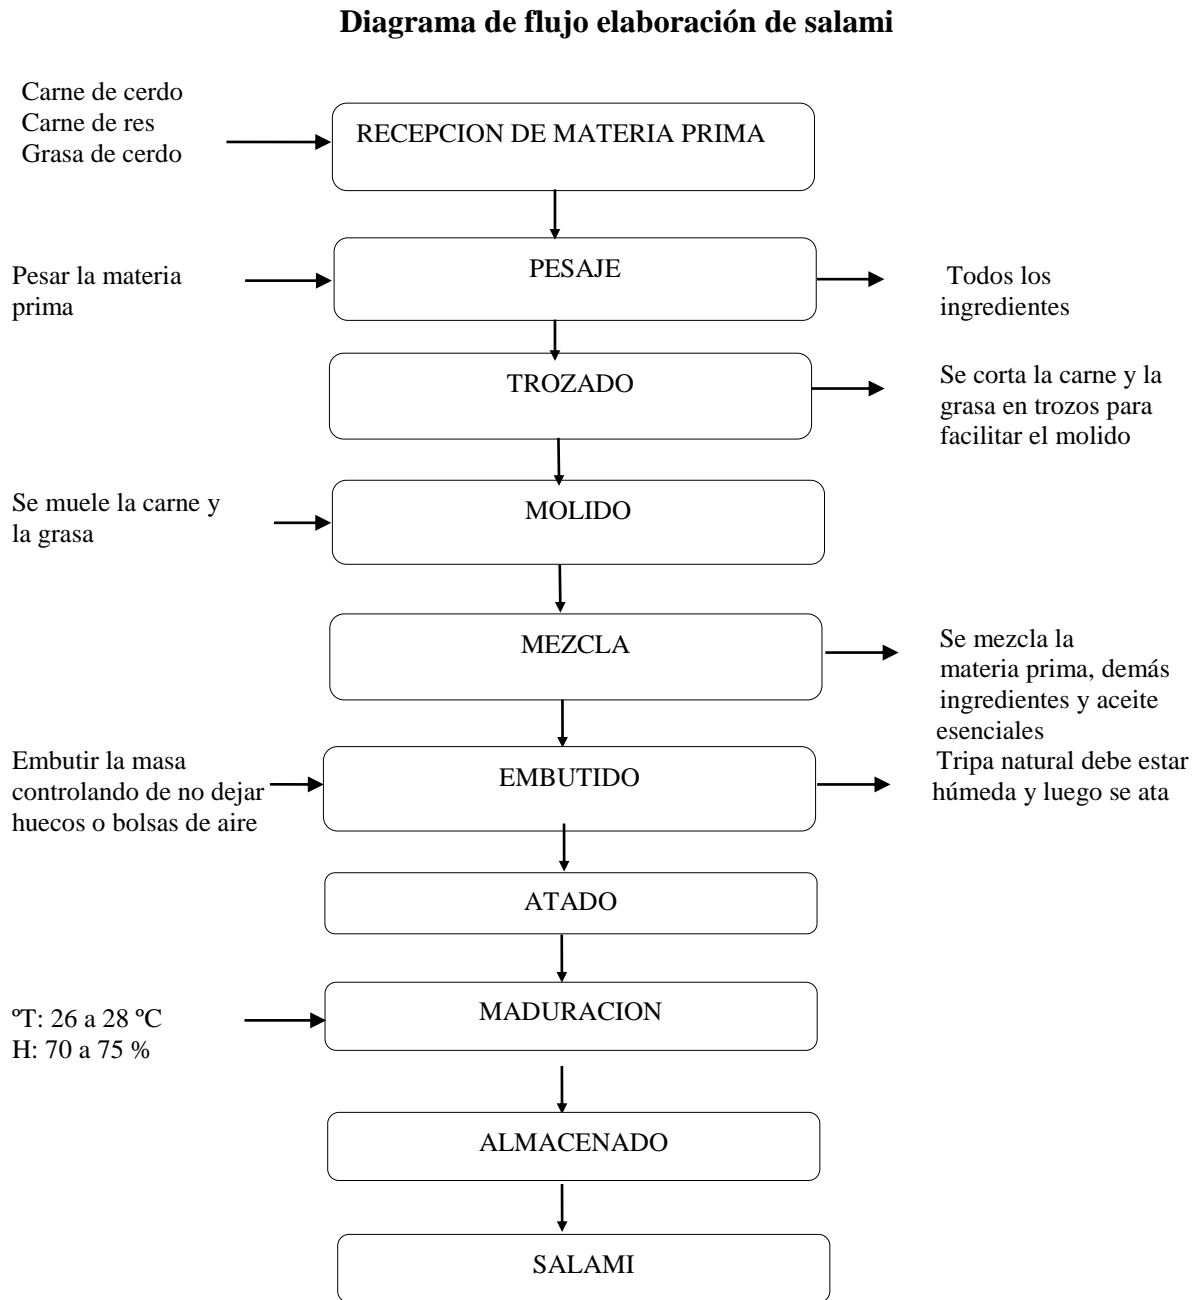 Diagrama de flujo elaboración de salami
Carne de cerdo
Carne de res
Grasa de cerdo
RECEPCION DE MATERIA PRIMA
Pesar la materia
prima
PESAJE
Todos los
ingredientes
TROZADO
Se corta la carne y la
grasa en trozos para
facilitar el molido
Se muele la carne y
la grasa
MOLIDO
MEZCLA
Se mezcla la
materia prima, demás
ingredientes y aceite
esenciales
Embutir la masa
controlando de no dejar
huecos o bolsas de aire
EMBUTIDO
Tripa natural debe estar
húmeda y luego se ata
ATADO
ºT: 26 a 28 ºC
H: 70 a 75 %
MADURACION
ALMACENADO
SALAMI